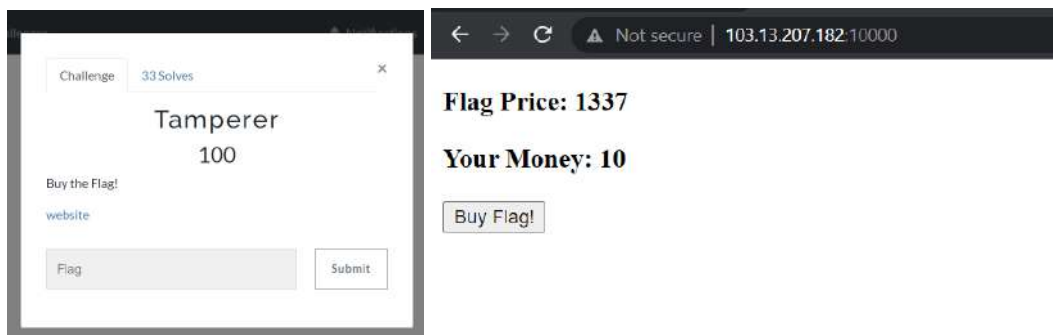 Challenge
33 Solves
×
Tamperer
100
Buy the Flag!
website
Flag
Submit
Not secure | 103.13.207.182:10000
Flag Price: 1337
Your Money: 10
Buy Flag!